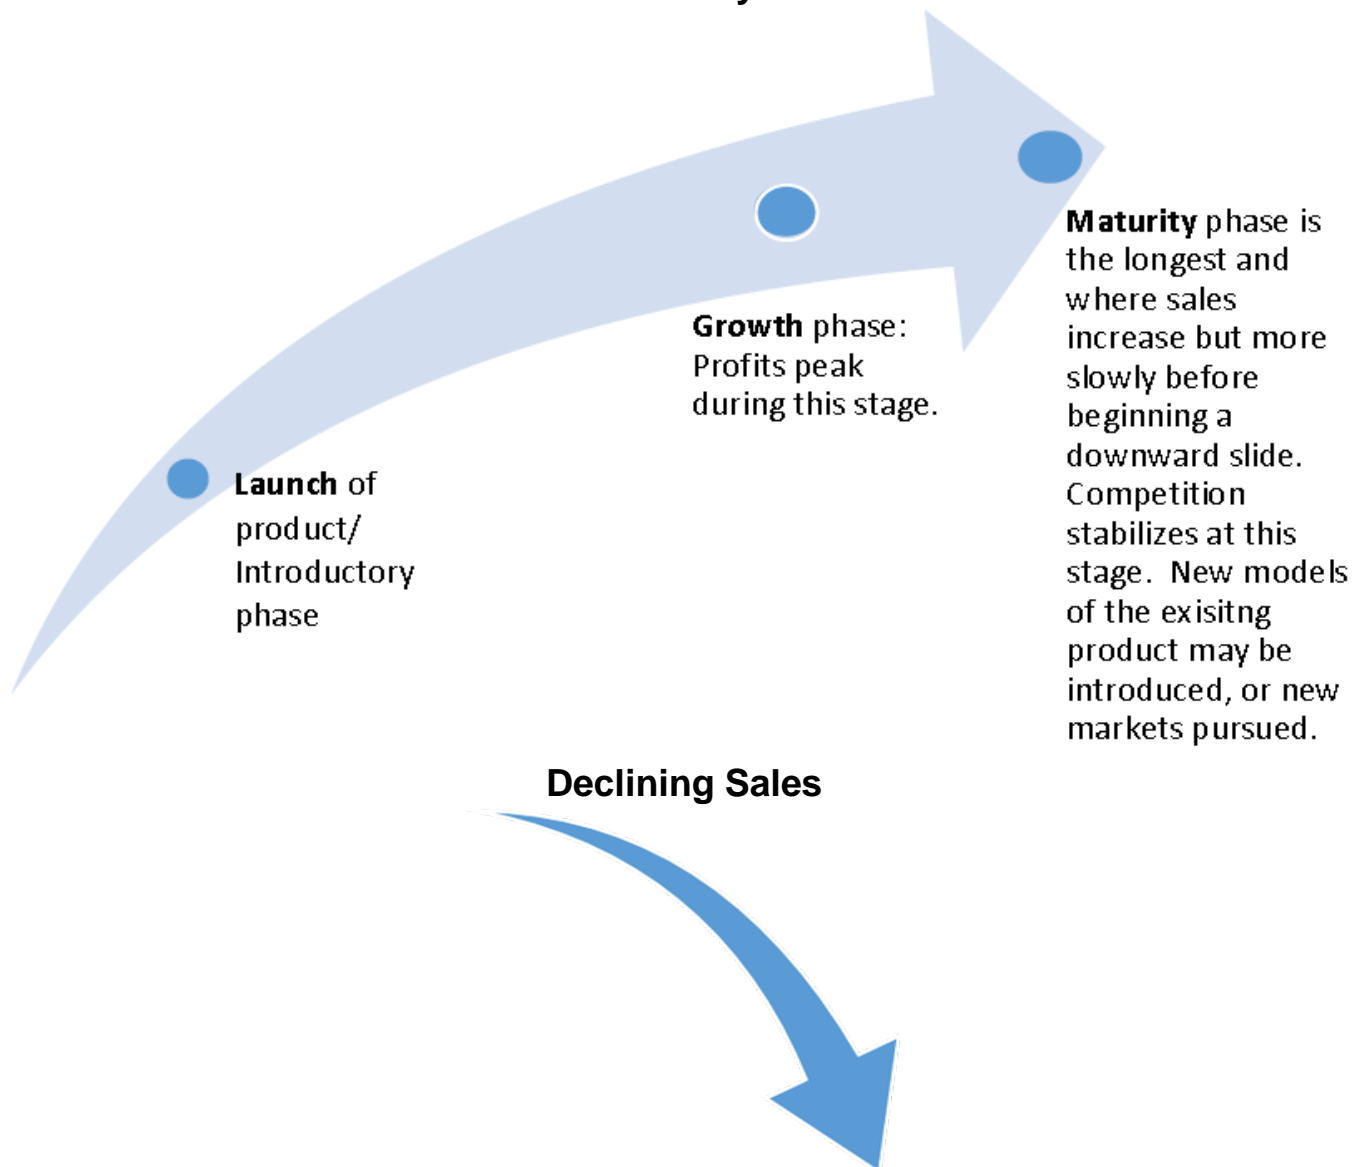 Launch of
product/
Introductory
phase
Growth phase:
Profits peak
during this stage.
Maturity phase is
the longest and
where sales
increase but more
slowly before
beginning a
downward slide.
Competition
stabilizes at this
stage. New models
of the exisitng
product may be
introduced, or new
markets pursued.
Declining Sales